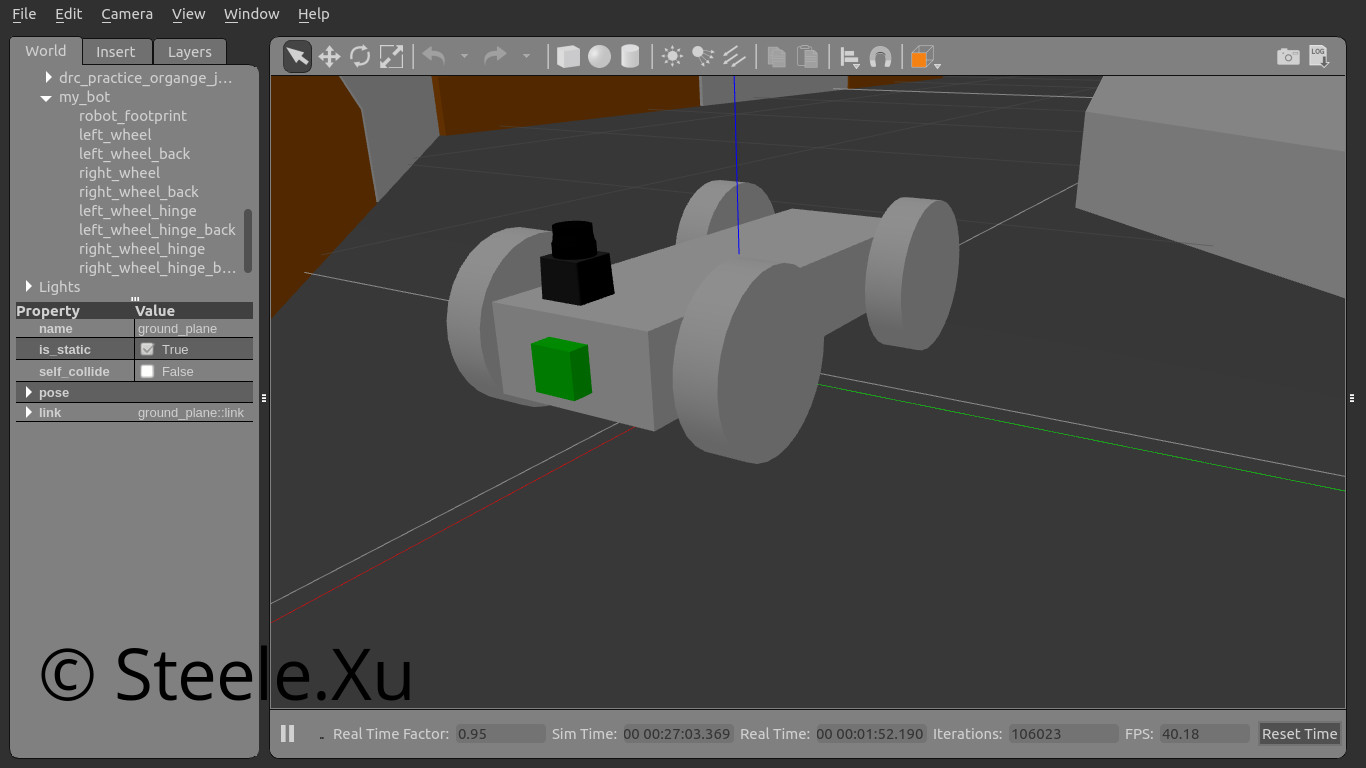 File Edit Camera View Window Help
World Insert Layers
LOG
drc_practice_organge_j...
my_bot
robot_footprint
left_wheel
left_wheel_back
right_wheel
right_wheel_back
left_wheel_hinge
left_wheel_hinge_back
right_wheel_hinge
right_wheel_hinge_b...
Lights
Property Value
name ground_plane
is_static True
self_collide False
pose
link ground_plane::link
© Steele.Xu
Real Time Factor: 0.95 Sim Time: 00 00:27:03.369 Real Time: 00 00:01:52.190 Iterations: 106023 FPS: 40.18 Reset Time